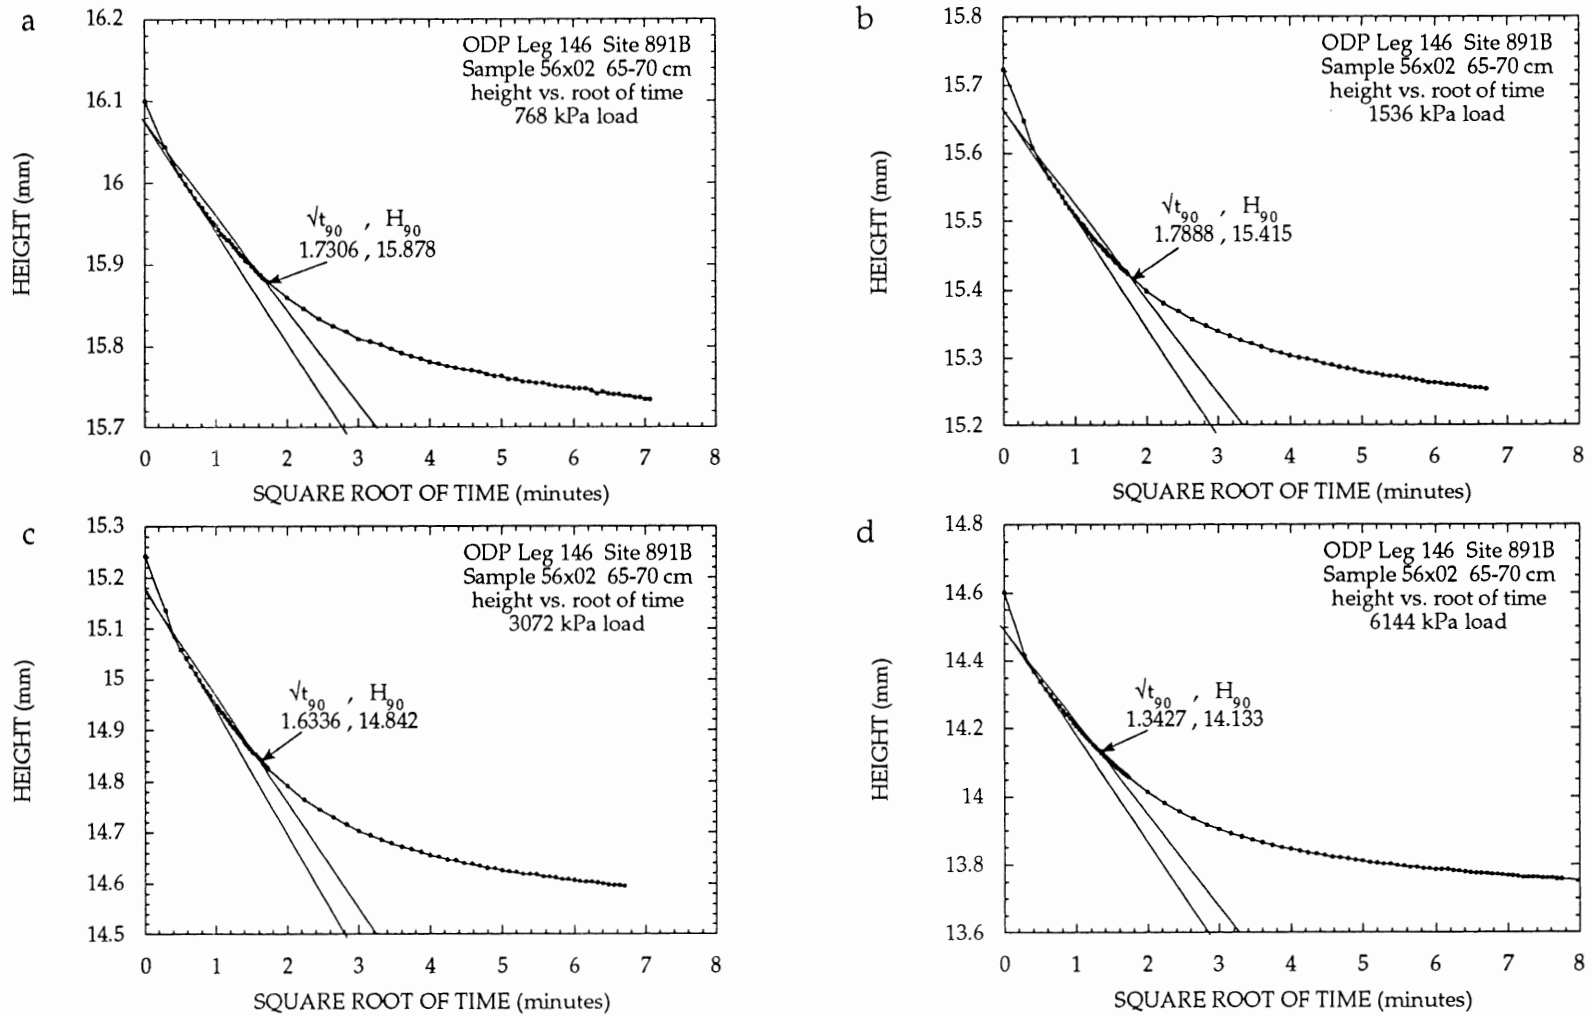 a
16.2
16.1
16
15.9
15.8
15.7
HEIGHT (mm)
ODP Leg 146 Site 891B
Sample 56x02 65-70 cm
height vs. root of time
768 kPa load
√t90 , H90
1.7306 , 15.878
0 1 2 3 4 5 6 7 8
SQUARE ROOT OF TIME (minutes)
b
15.8
15.7
15.6
15.5
15.4
15.3
15.2
HEIGHT (mm)
ODP Leg 146 Site 891B
Sample 56x02 65-70 cm
height vs. root of time
1536 kPa load
√t90 , H90
1.7888 , 15.415
0 1 2 3 4 5 6 7 8
SQUARE ROOT OF TIME (minutes)
c
15.3
15.2
15.1
15
14.9
14.8
14.7
14.6
14.5
HEIGHT (mm)
ODP Leg 146 Site 891B
Sample 56x02 65-70 cm
height vs. root of time
3072 kPa load
√t90 , H90
1.6336 , 14.842
0 1 2 3 4 5 6 7 8
SQUARE ROOT OF TIME (minutes)
d
14.8
14.6
14.4
14.2
14
13.8
13.6
HEIGHT (mm)
ODP Leg 146 Site 891B
Sample 56x02 65-70 cm
height vs. root of time
6144 kPa load
√t90 , H90
1.3427 , 14.133
0 1 2 3 4 5 6 7 8
SQUARE ROOT OF TIME (minutes)